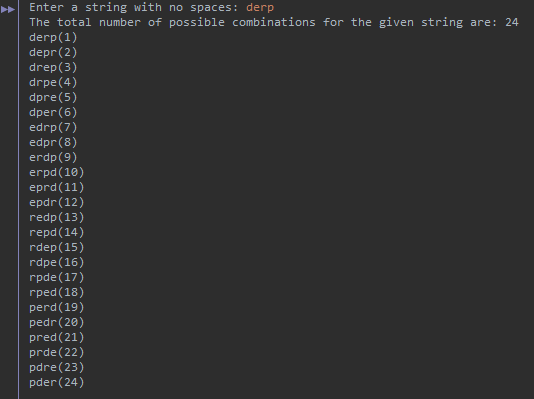 Enter a string with no spaces: derp
The total number of possible combinations for the given string are: 24
derp(1)
depr(2)
drep(3)
drpe(4)
dpre(5)
dper(6)
edrp(7)
edpr(8)
erdp(9)
erpd(10)
eprd(11)
epdr(12)
redp(13)
repd(14)
rdep(15)
rdpe(16)
rpde(17)
rped(18)
perd(19)
pedr(20)
pred(21)
prde(22)
pdre(23)
pder(24)